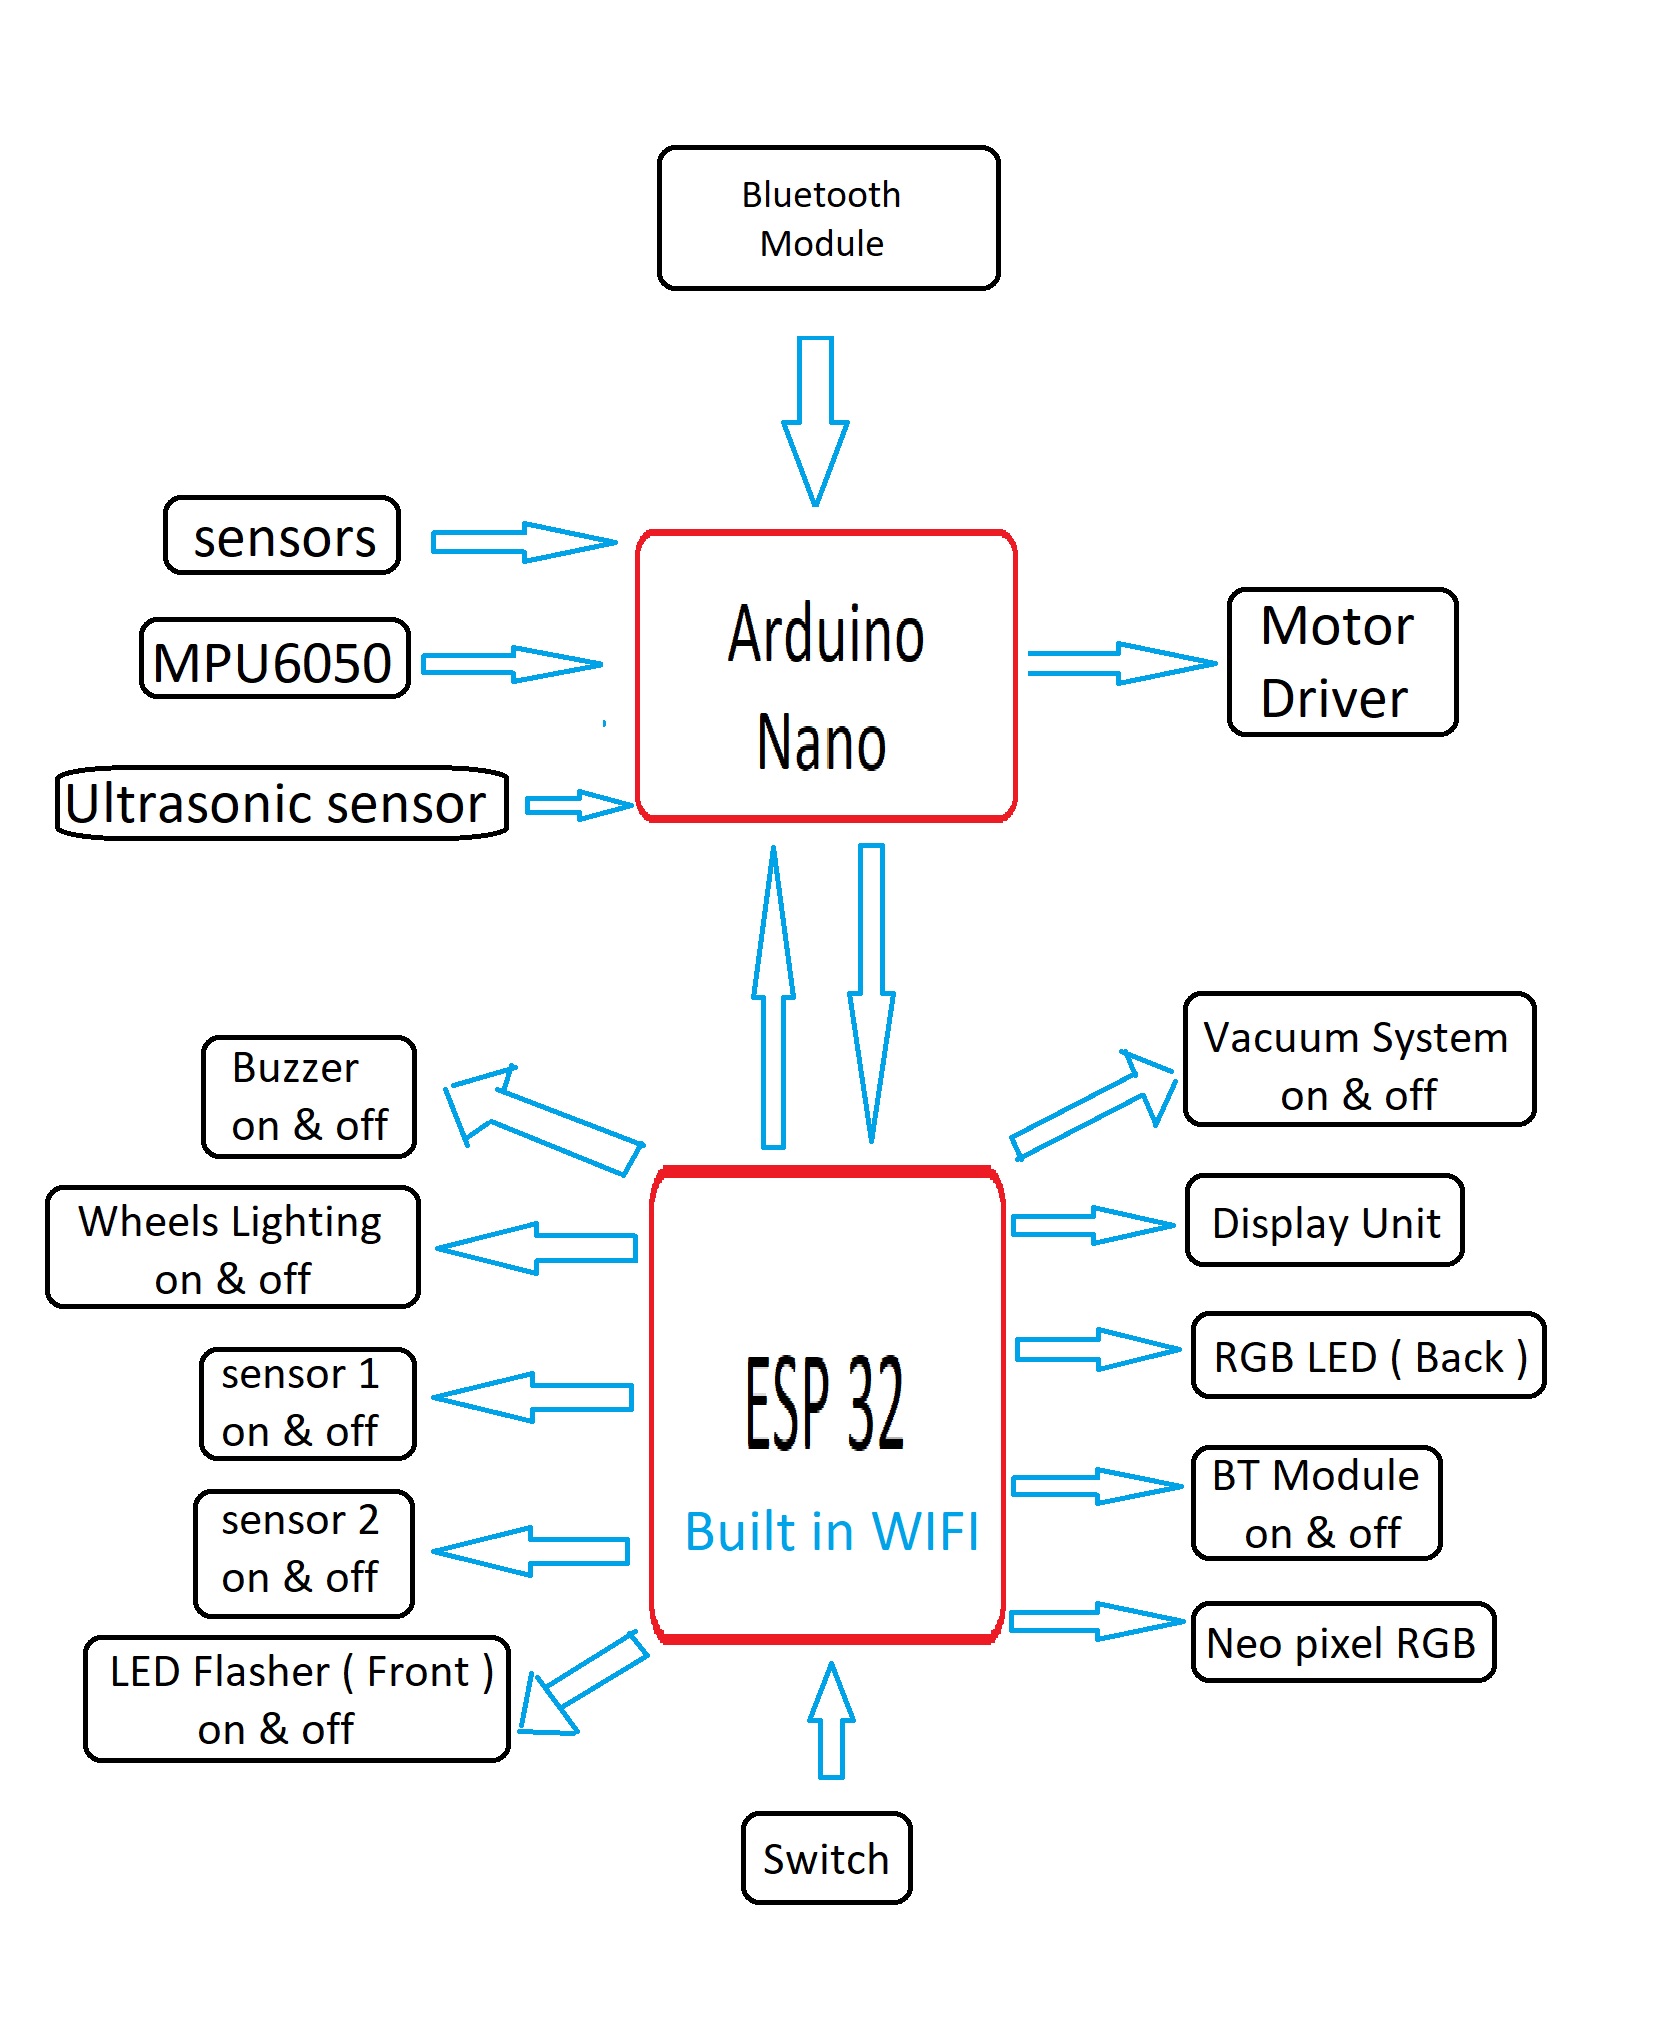 Bluetooth
Module
sensors
MPU6050
Ultrasonic sensor
Arduino
Nano
Motor
Driver
Buzzer
on & off
Wheels Lighting
on & off
sensor 1
on & off
sensor 2
on & off
LED Flasher ( Front )
on & off
ESP 32
Built in WIFI
Vacuum System
on & off
Display Unit
RGB LED ( Back )
BT Module
on & off
Neo pixel RGB
Switch